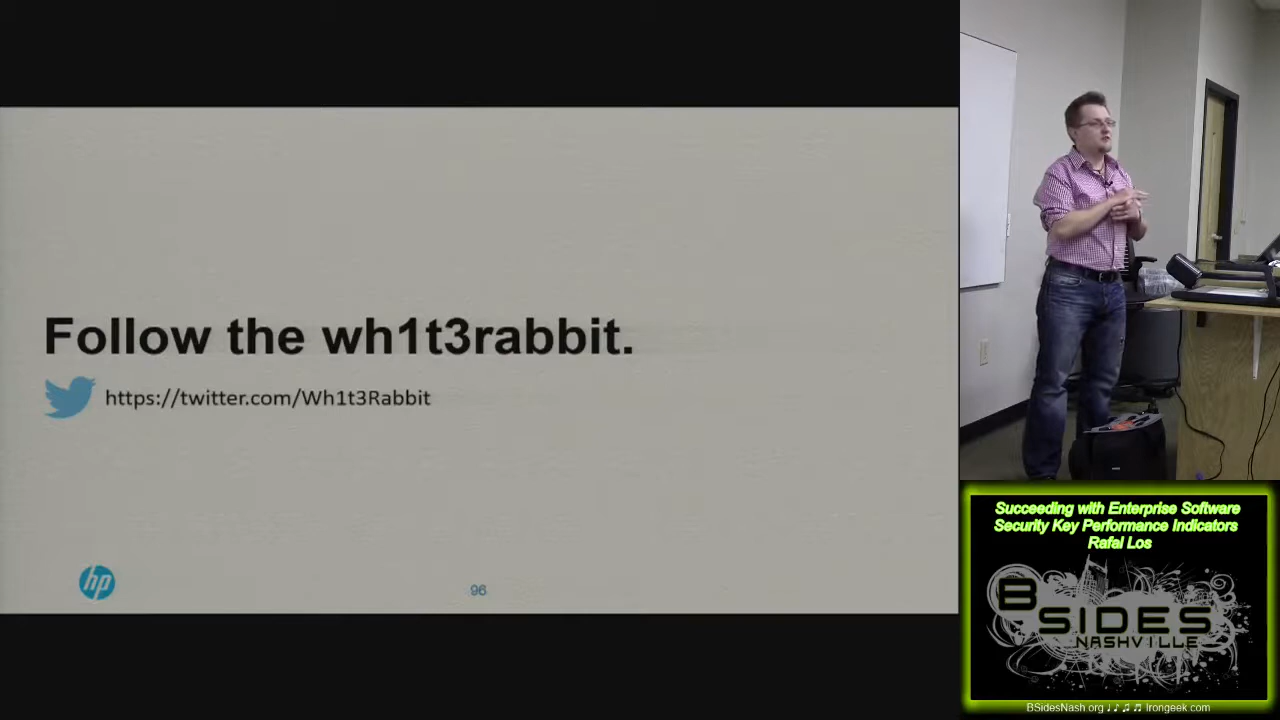 Follow the wh1t3rabbit.
https://twitter.com/Wh1t3Rabbit
hp
96
Succeeding with Enterprise Software
Security Key Performance Indicators
Rafal Los
BSIDES
NASHVILLE
BSidesNash.org ♩♪♫♬ Irongeek.com